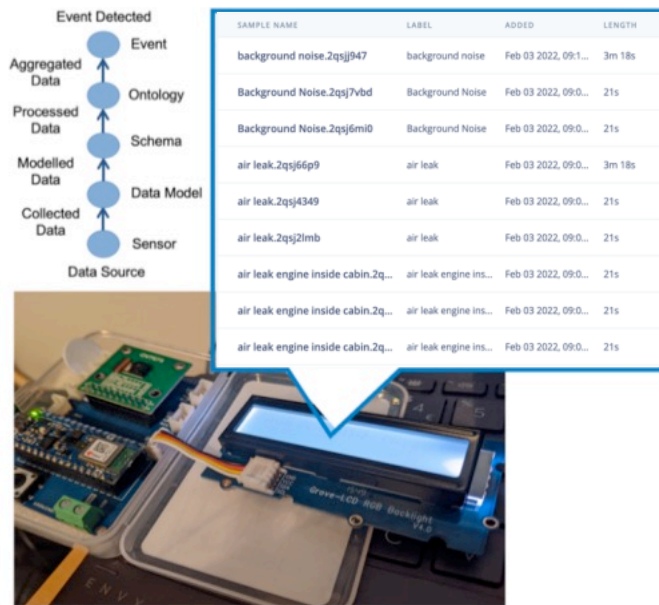 Event Detected
Event
Aggregated
Data
Ontology
Processed
Data
Schema
Modelled
Data
Data Model
Collected
Data
Sensor
Data Source
SAMPLE NAME LABEL ADDED LENGTH
background noise.2qsjj947 background noise Feb 03 2022, 09:1... 3m 18s
Background Noise.2qsj7vbd Background Noise Feb 03 2022, 09:0... 21s
Background Noise.2qsj6mi0 Background Noise Feb 03 2022, 09:0... 21s
air leak.2qsj66p9 air leak Feb 03 2022, 09:0... 3m 18s
air leak.2qsj4349 air leak Feb 03 2022, 09:0... 21s
air leak.2qsj2lmb air leak Feb 03 2022, 09:0... 21s
air leak engine inside cabin.2q... air leak engine ins... Feb 03 2022, 09:0... 21s
air leak engine inside cabin.2q... air leak engine ins... Feb 03 2022, 09:0... 21s
air leak engine inside cabin.2q... air leak engine ins... Feb 03 2022, 09:0... 21s
Grove-LCD RGB Backlight
V4.0
ENVY